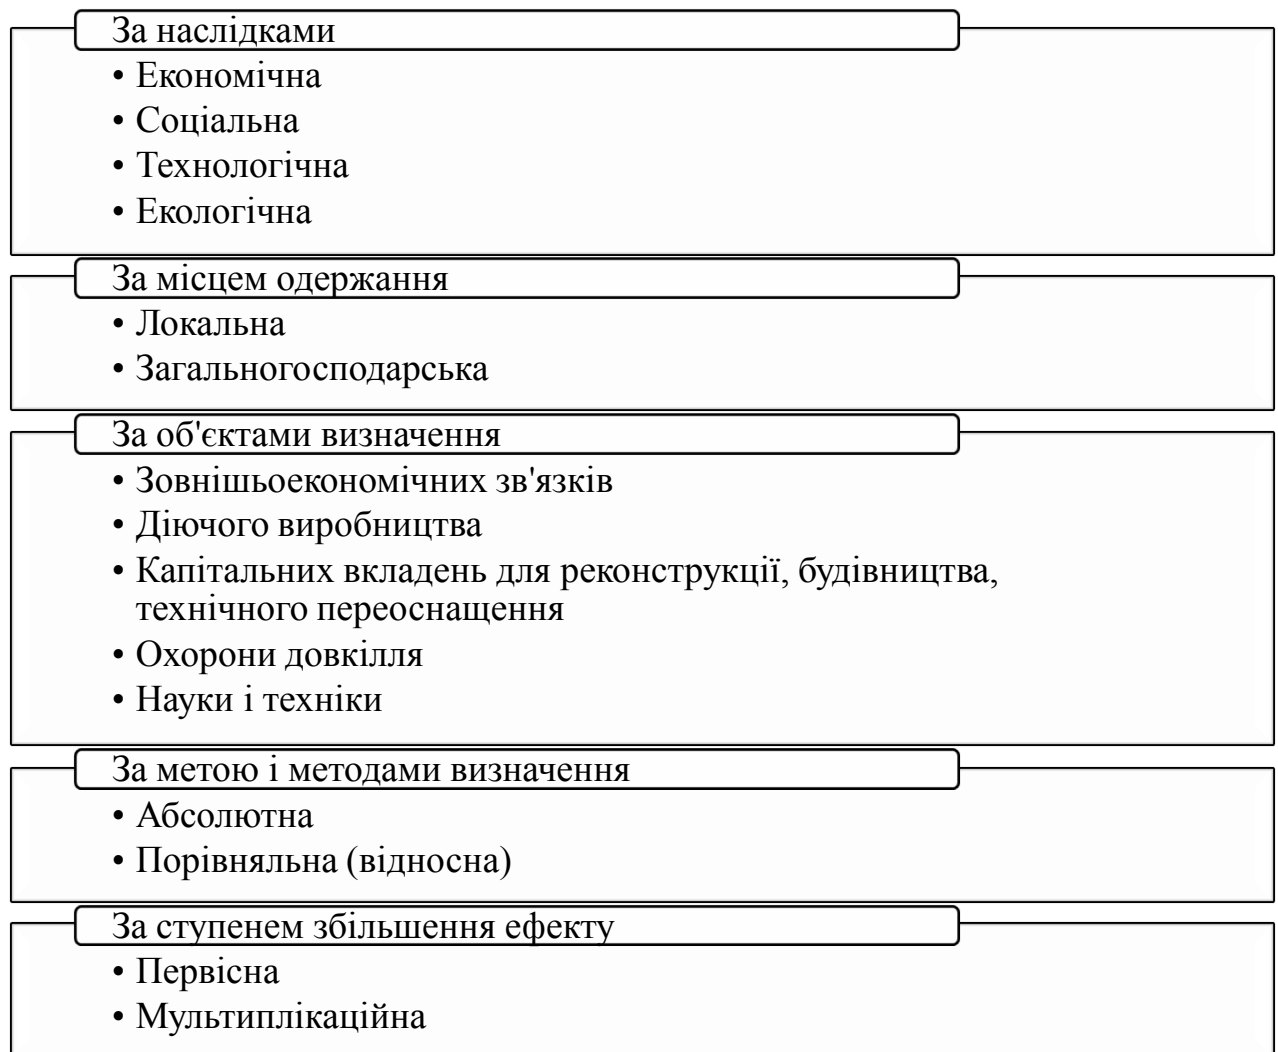 За наслідками
• Економічна
• Соціальна
• Технологічна
• Екологічна
За місцем одержання
• Локальна
• Загальногосподарська
За об'єктами визначення
• Зовнішьоекономічних зв'язків
• Діючого виробництва
• Капітальних вкладень для реконструкції, будівництва,
технічного переоснащення
• Охорони довкілля
• Науки і техніки
За метою і методами визначення
• Абсолютна
• Порівняльна (відносна)
За ступенем збільшення ефекту
• Первісна
• Мультиплікаційна